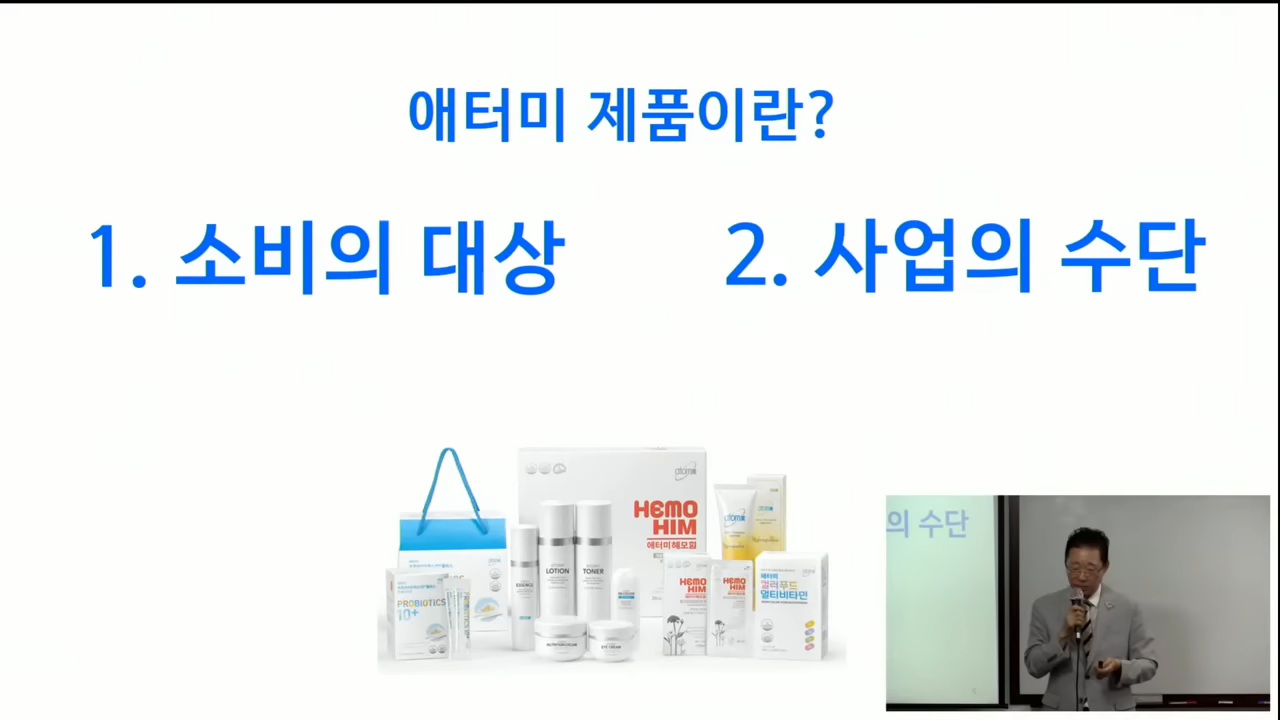 애터미 제품이란?
1. 소비의 대상
2. 사업의 수단
HEMO
HIM
애터미헤모힘
LOTION
TONER
PROBIOTICS
10+
HEMO
HIM
HEMO
HIM
애터미
컬러푸드
멀티비타민
EYE CREAM
의 수단